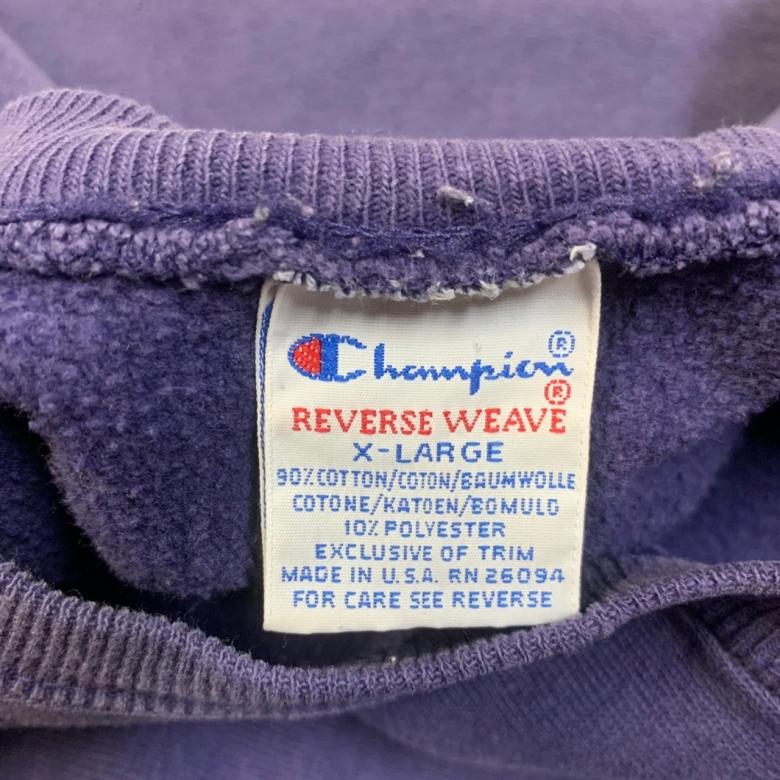 Champion®
REVERSE WEAVE®
X-LARGE
90% COTTON/COTON/BAUMWOLLE
COTONE/KATOEN/BOMULD
10% POLYESTER
EXCLUSIVE OF TRIM
MADE IN U.S.A. RN 26094
FOR CARE SEE REVERSE